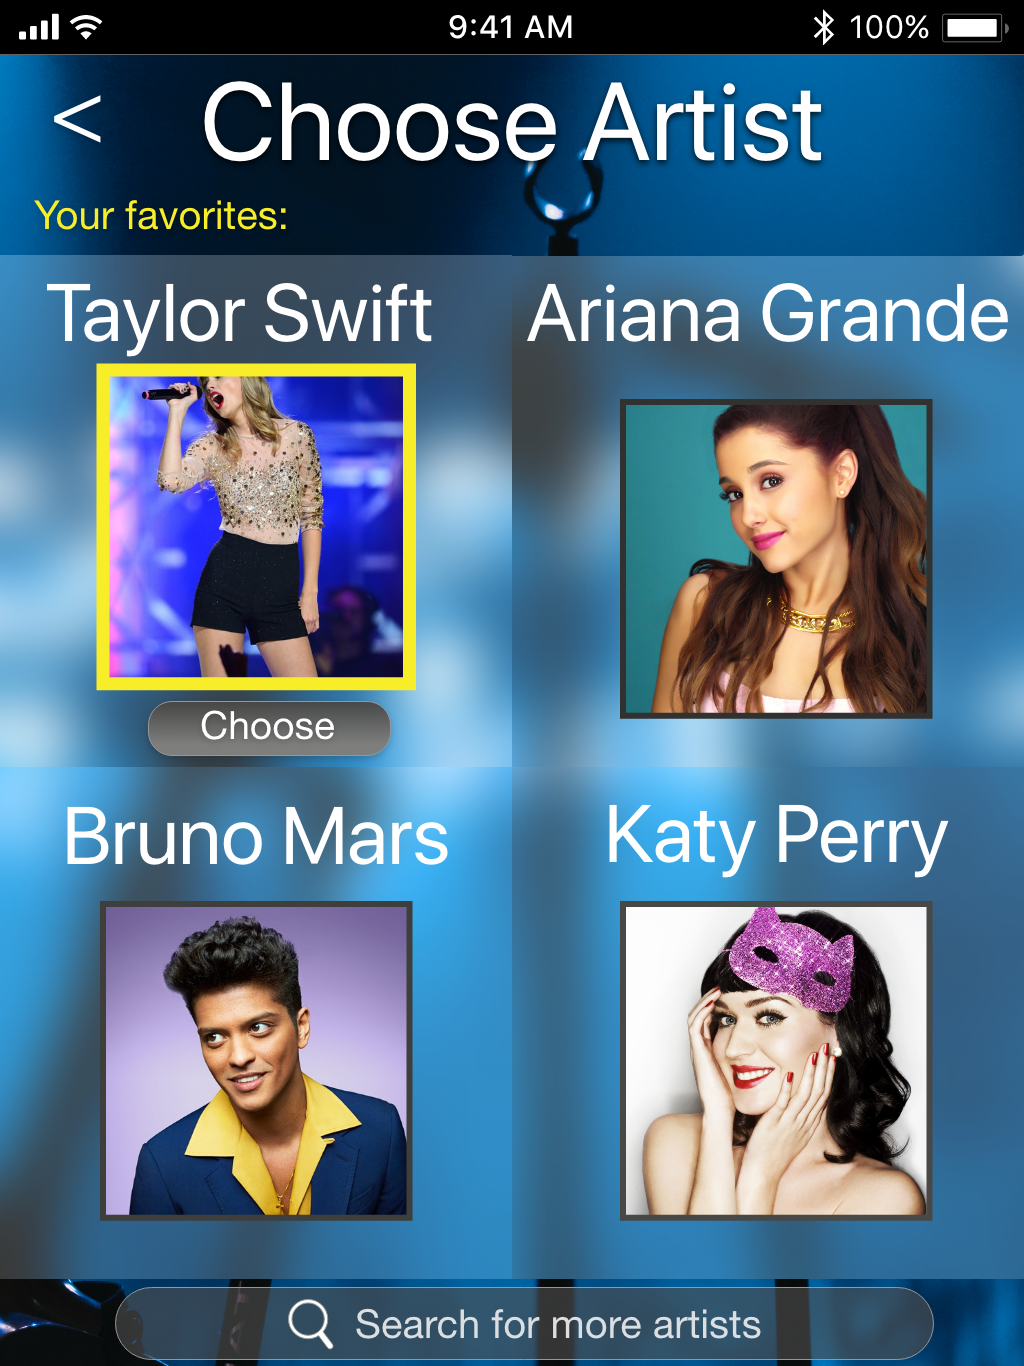 9:41 AM 100%
< Choose Artist
Your favorites:
Taylor Swift
Ariana Grande
Choose
Bruno Mars
Katy Perry
Search for more artists